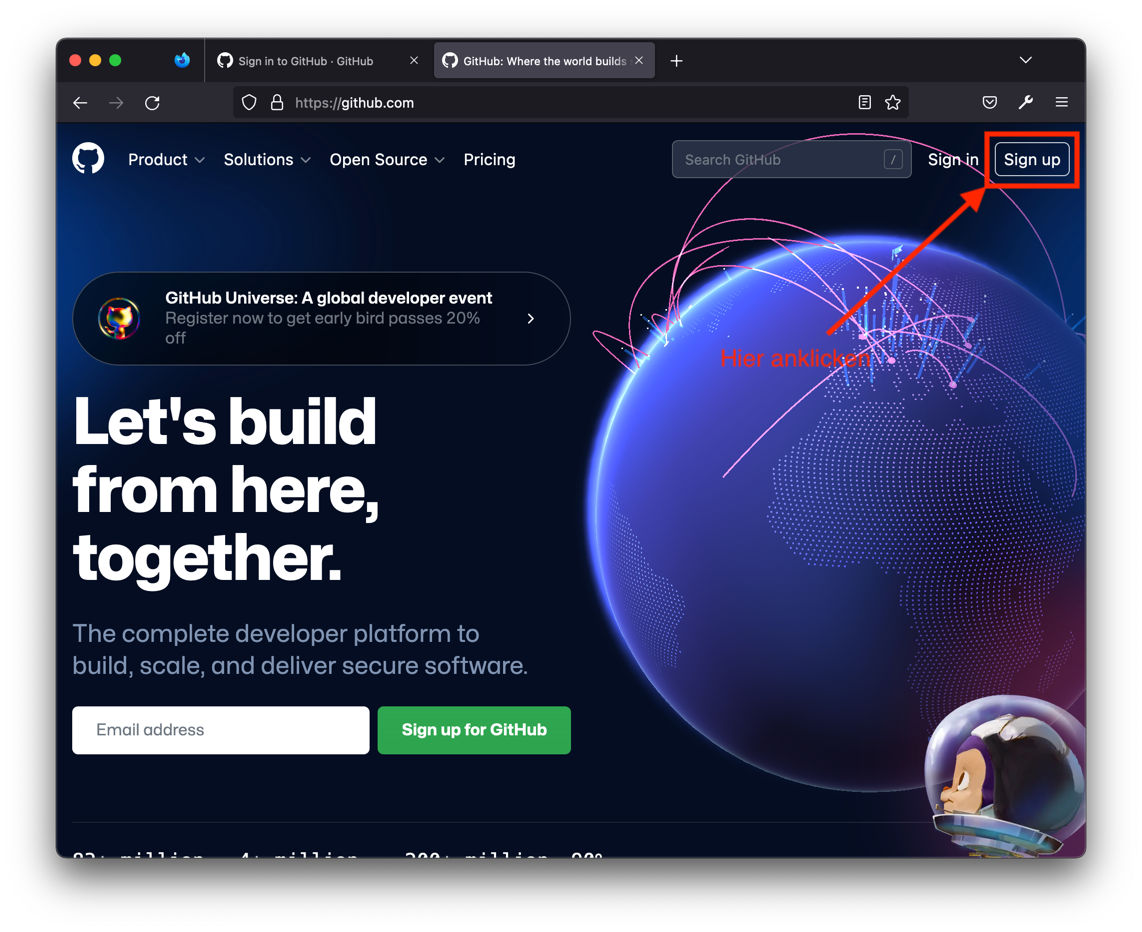 Sign in to GitHub · GitHub
GitHub: Where the world builds
https://github.com
Product
Solutions
Open Source
Pricing
Search GitHub
/
Sign in
Sign up
GitHub Universe: A global developer event
Register now to get early bird passes 20%
off
Hier anklicken
Let's build
from here,
together.
The complete developer platform to
build, scale, and deliver secure software.
Email address
Sign up for GitHub
million
million
million